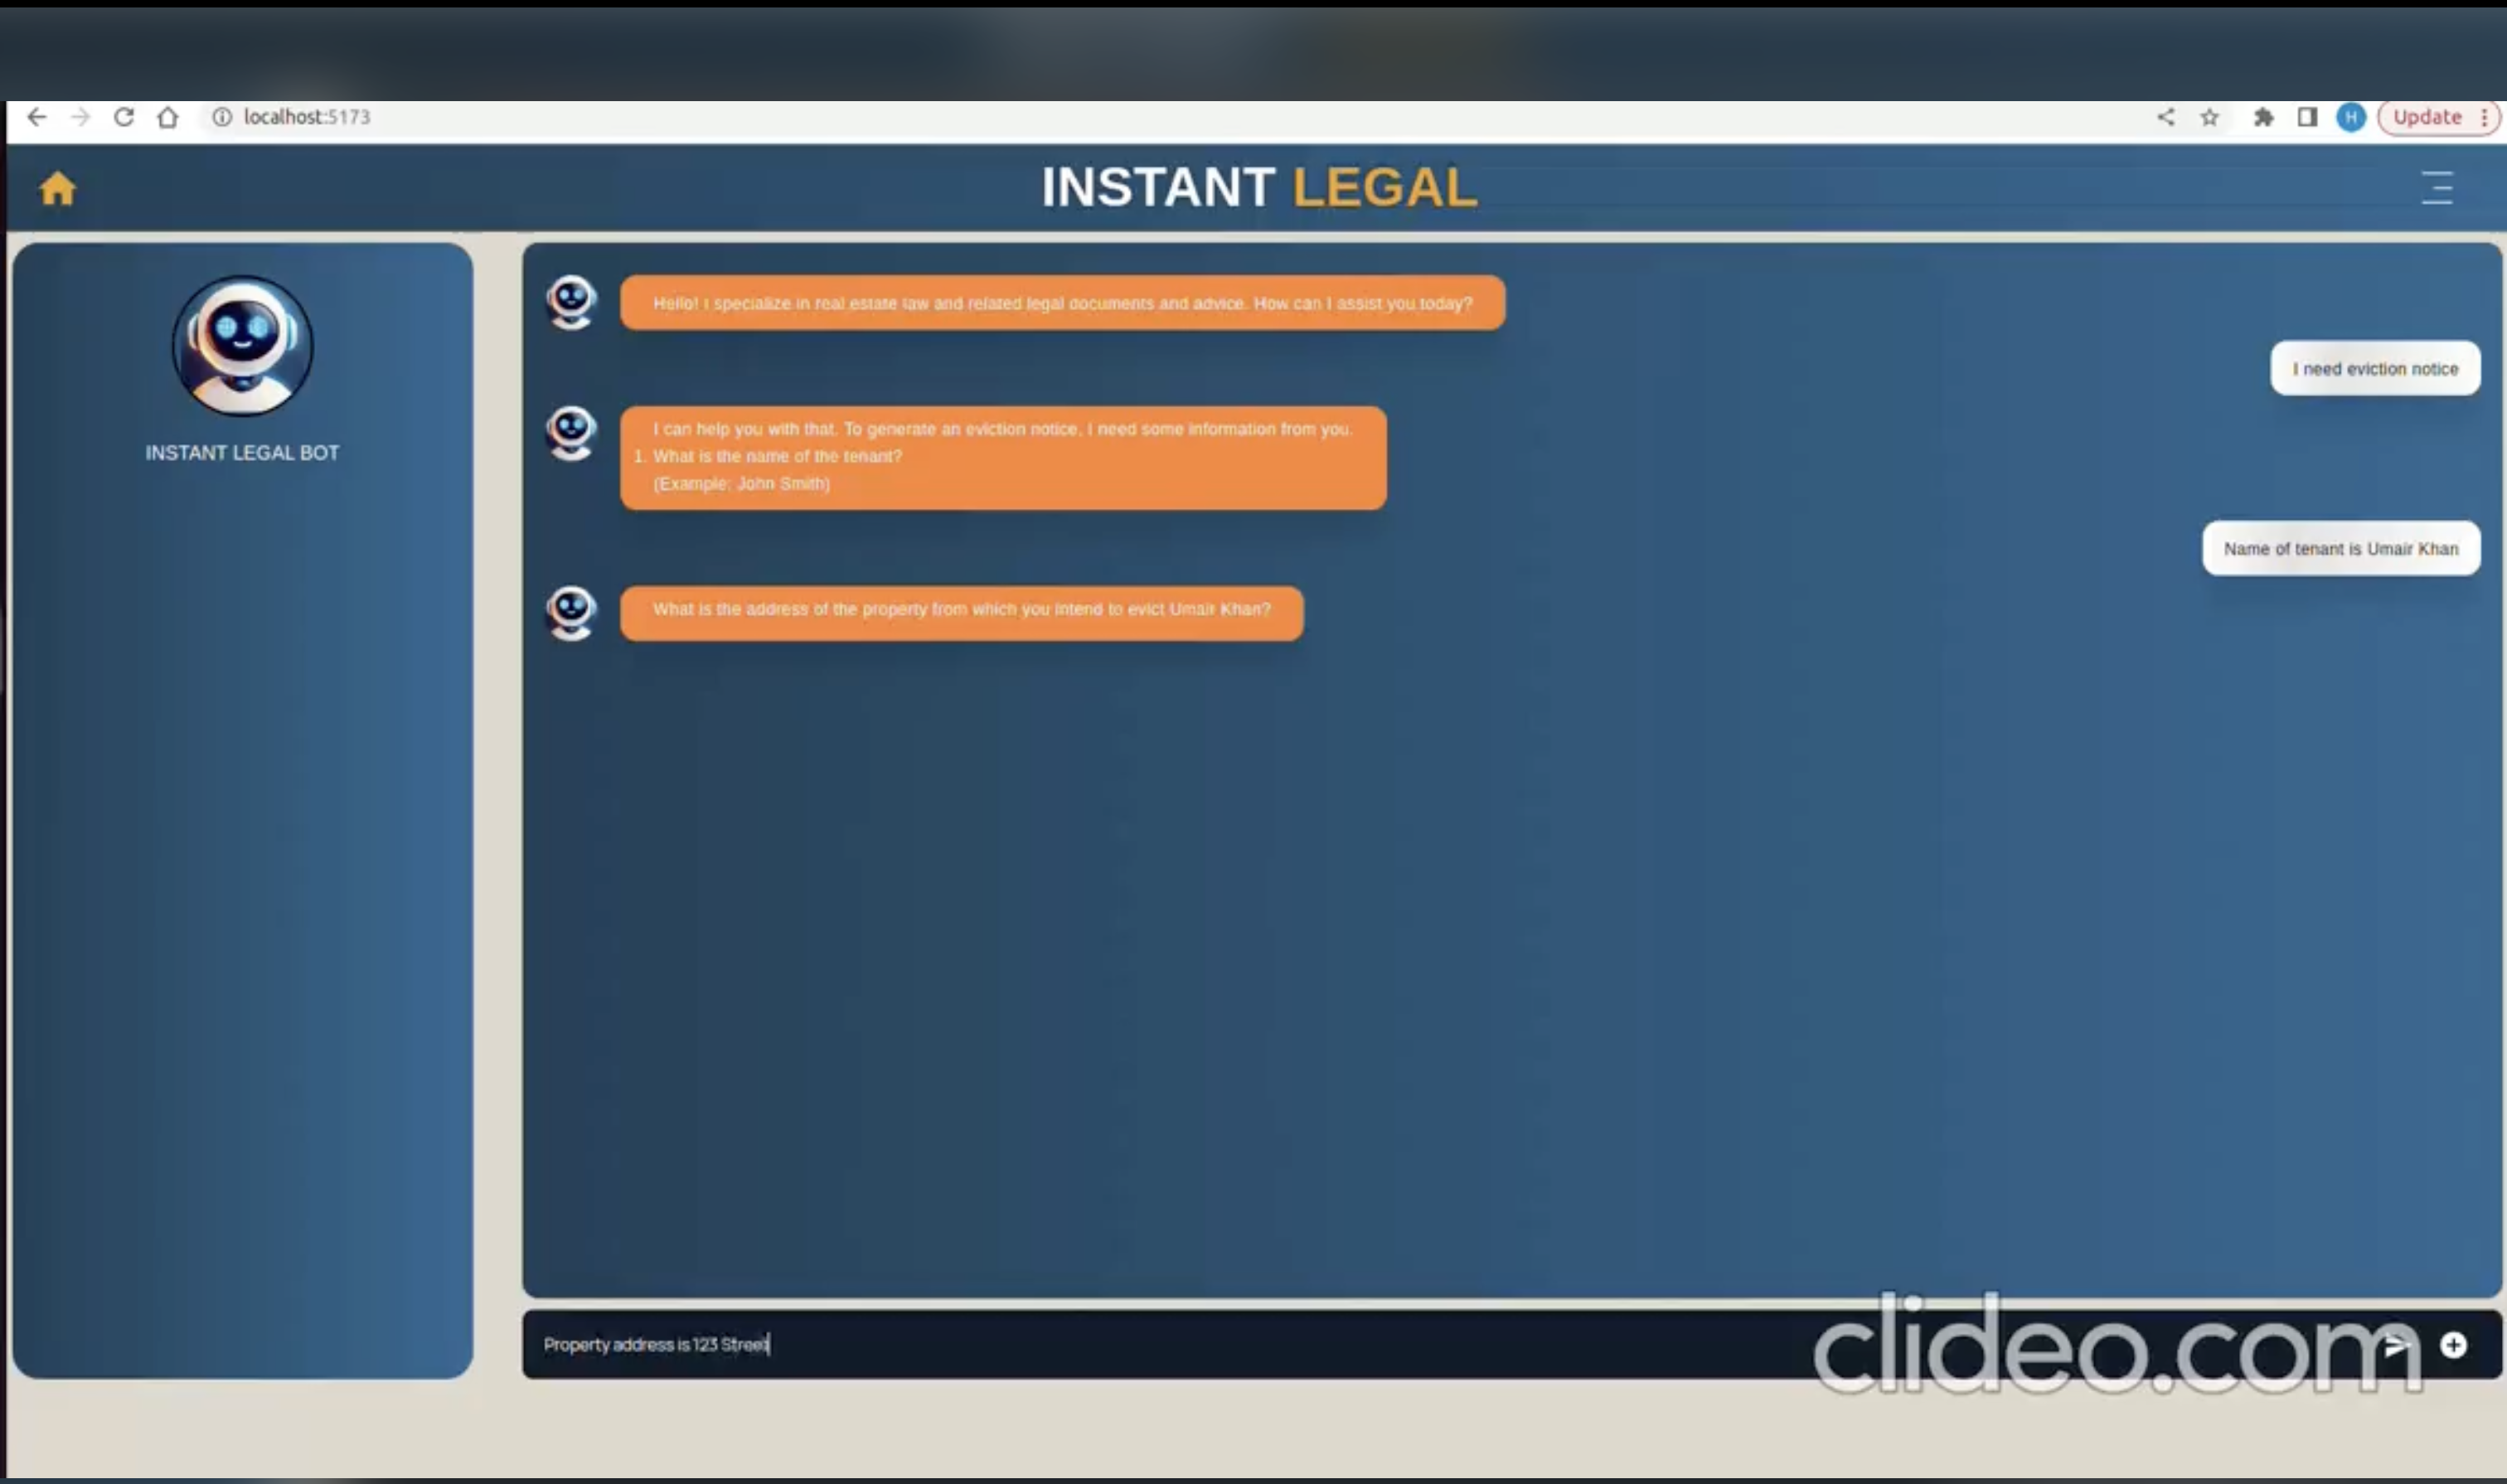 localhost:5173
Update
H
INSTANT LEGAL
INSTANT LEGAL BOT
Hello! I specialize in real estate law and related legal documents and advice. How can I assist you today?
I need eviction notice
I can help you with that. To generate an eviction notice, I need some information from you.
1. What is the name of the tenant?
(Example: John Smith)
Name of tenant is Umair Khan
What is the address of the property from which you intend to evict Umair Khan?
Property address is 123 Street
clideo.com